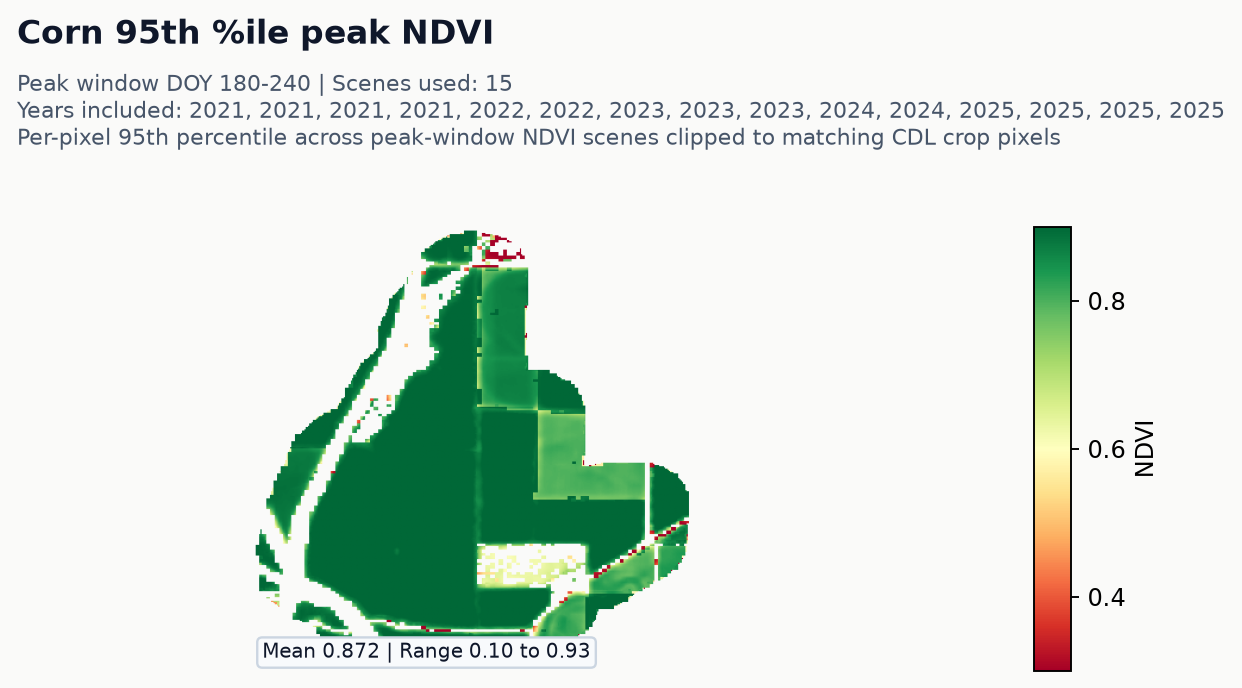 Corn 95th %ile peak NDVI
Peak window DOY 180-240 | Scenes used: 15
Years included: 2021, 2021, 2021, 2021, 2022, 2022, 2023, 2023, 2023, 2024, 2024, 2025, 2025, 2025, 2025
Per-pixel 95th percentile across peak-window NDVI scenes clipped to matching CDL crop pixels
0.8
0.6
0.4
NDVI
Mean 0.872 | Range 0.10 to 0.93